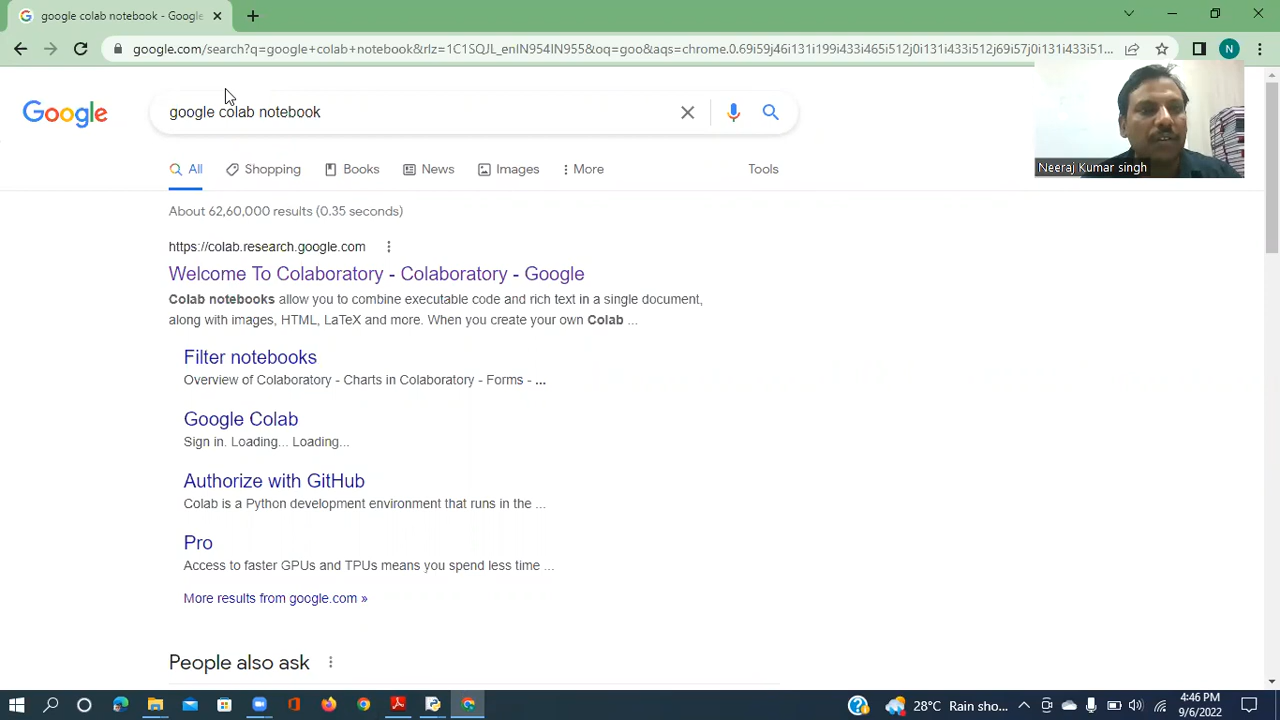 google colab notebook - Google
google.com/search?q=google+colab+notebook&rlz=1C1SQJL_enIN954IN955&oq=goo&aqs=chrome.0.69i59j46i131i199i433i465i512j0i131i433i512j69i57j0i131i433i51...
N
Google
google colab notebook
Neeraj Kumar singh
All Shopping Books News Images More Tools
About 62,60,000 results (0.35 seconds)
https://colab.research.google.com
Welcome To Colaboratory - Colaboratory - Google
Colab notebooks allow you to combine executable code and rich text in a single document,
along with images, HTML, LaTeX and more. When you create your own Colab ...
Filter notebooks
Overview of Colaboratory - Charts in Colaboratory - Forms - ...
Google Colab
Sign in. Loading... Loading...
Authorize with GitHub
Colab is a Python development environment that runs in the ...
Pro
Access to faster GPUs and TPUs means you spend less time ...
More results from google.com »
People also ask
28°C Rain sho...
4:46 PM
9/6/2022